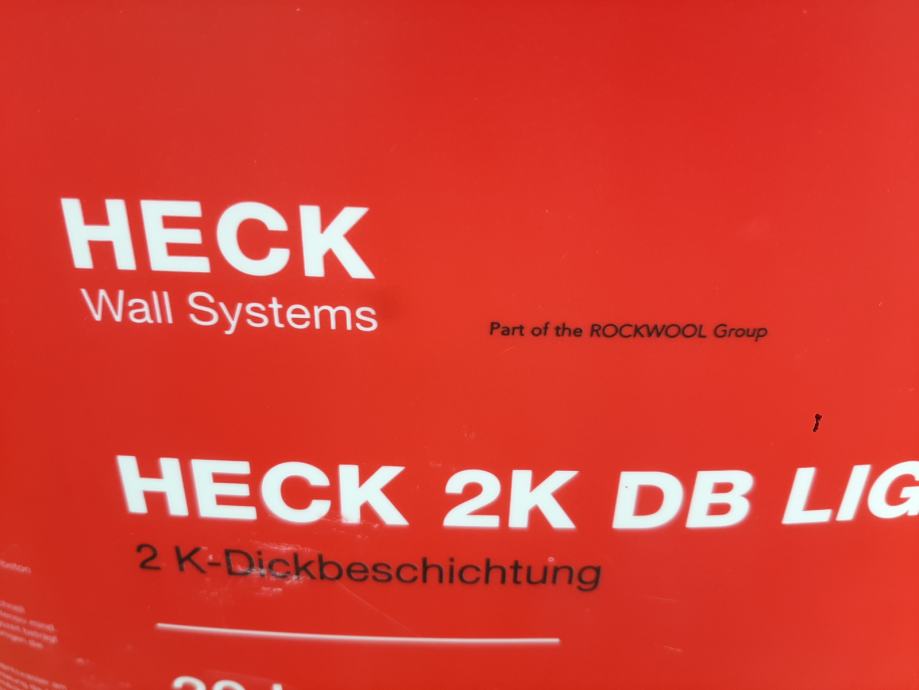 HECK
Wall Systems
Part of the ROCKWOOL Group
HECK 2K DB LIG
2 K-Dickbeschichtung